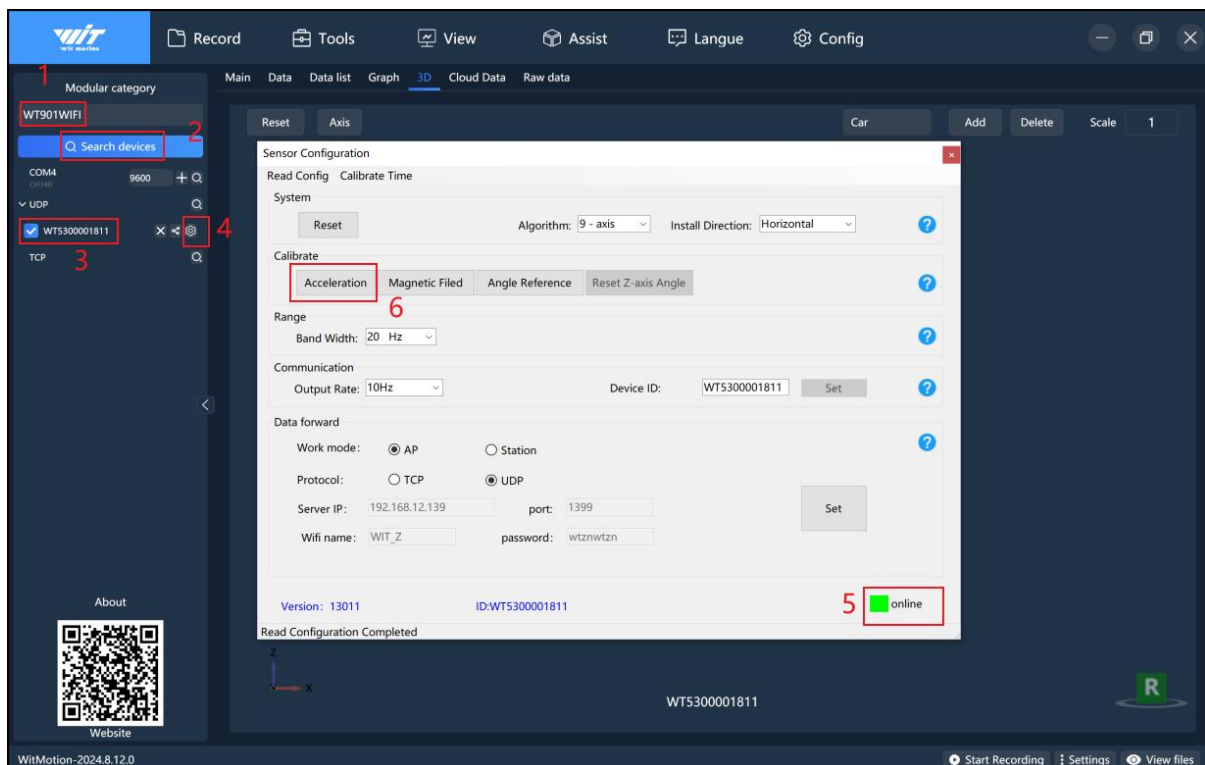 WiT
wit motion
Record
Tools
View
Assist
Langue
Config
1
Modular category
Main Data Data list Graph 3D Cloud Data Raw data
WT901WIFI
2
Search devices
Reset Axis Car Add Delete Scale 1
COM4
CH340
9600
UDP
WT5300001811
4
3
TCP
Sensor Configuration
Read Config Calibrate Time
System
Reset Algorithm: 9 - axis Install Direction: Horizontal ?
Calibrate
Acceleration Magnetic Filed Angle Reference Reset Z-axis Angle ?
6
Range
Band Width: 20 Hz ?
Communication
Output Rate: 10Hz Device ID: WT5300001811 Set ?
Data forward
Work mode: AP Station ?
Protocol: TCP UDP
Server IP: 192.168.12.139 port: 1399 Set
Wifi name: WIT_Z password: wtznwtzn
Version: 13011 ID:WT5300001811 5 online
Read Configuration Completed
About
Website
Z
X
WT5300001811
R
WitMotion-2024.8.12.0
Start Recording Settings View files